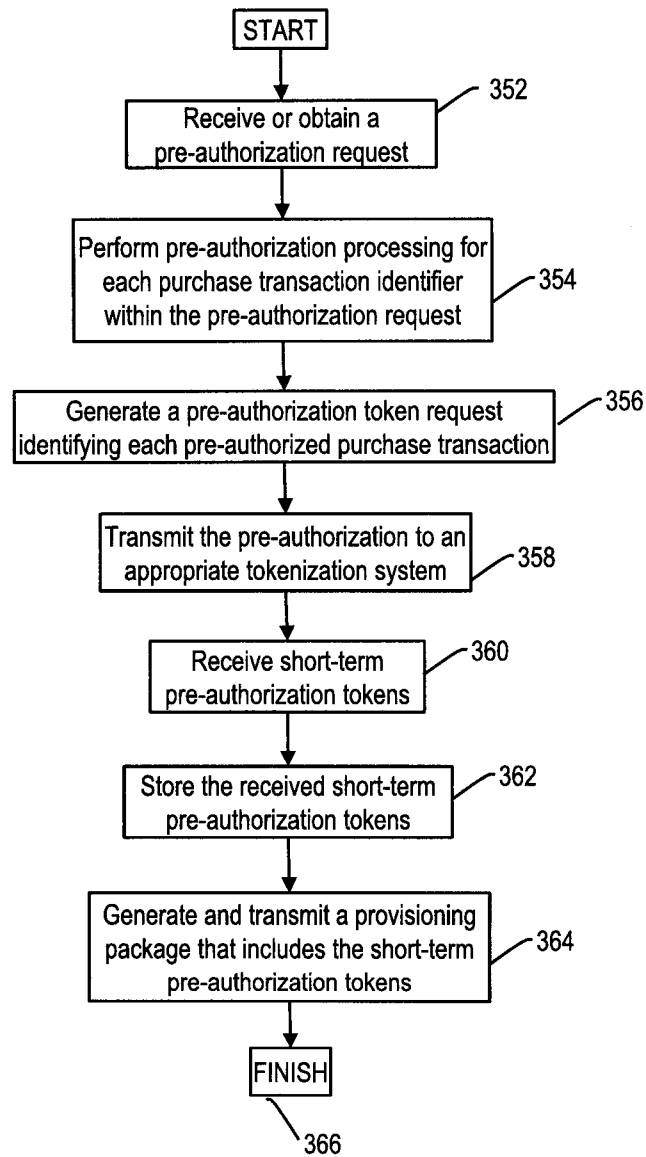 START
352
Receive or obtain a
pre-authorization request
Perform pre-authorization processing for
each purchase transaction identifier
within the pre-authorization request
354
Generate a pre-authorization token request
identifying each pre-authorized purchase transaction
356
Transmit the pre-authorization to an
appropriate tokenization system
358
Receive short-term
pre-authorization tokens
360
Store the received short-term
pre-authorization tokens
362
Generate and transmit a provisioning
package that includes the short-term
pre-authorization tokens
364
FINISH
366